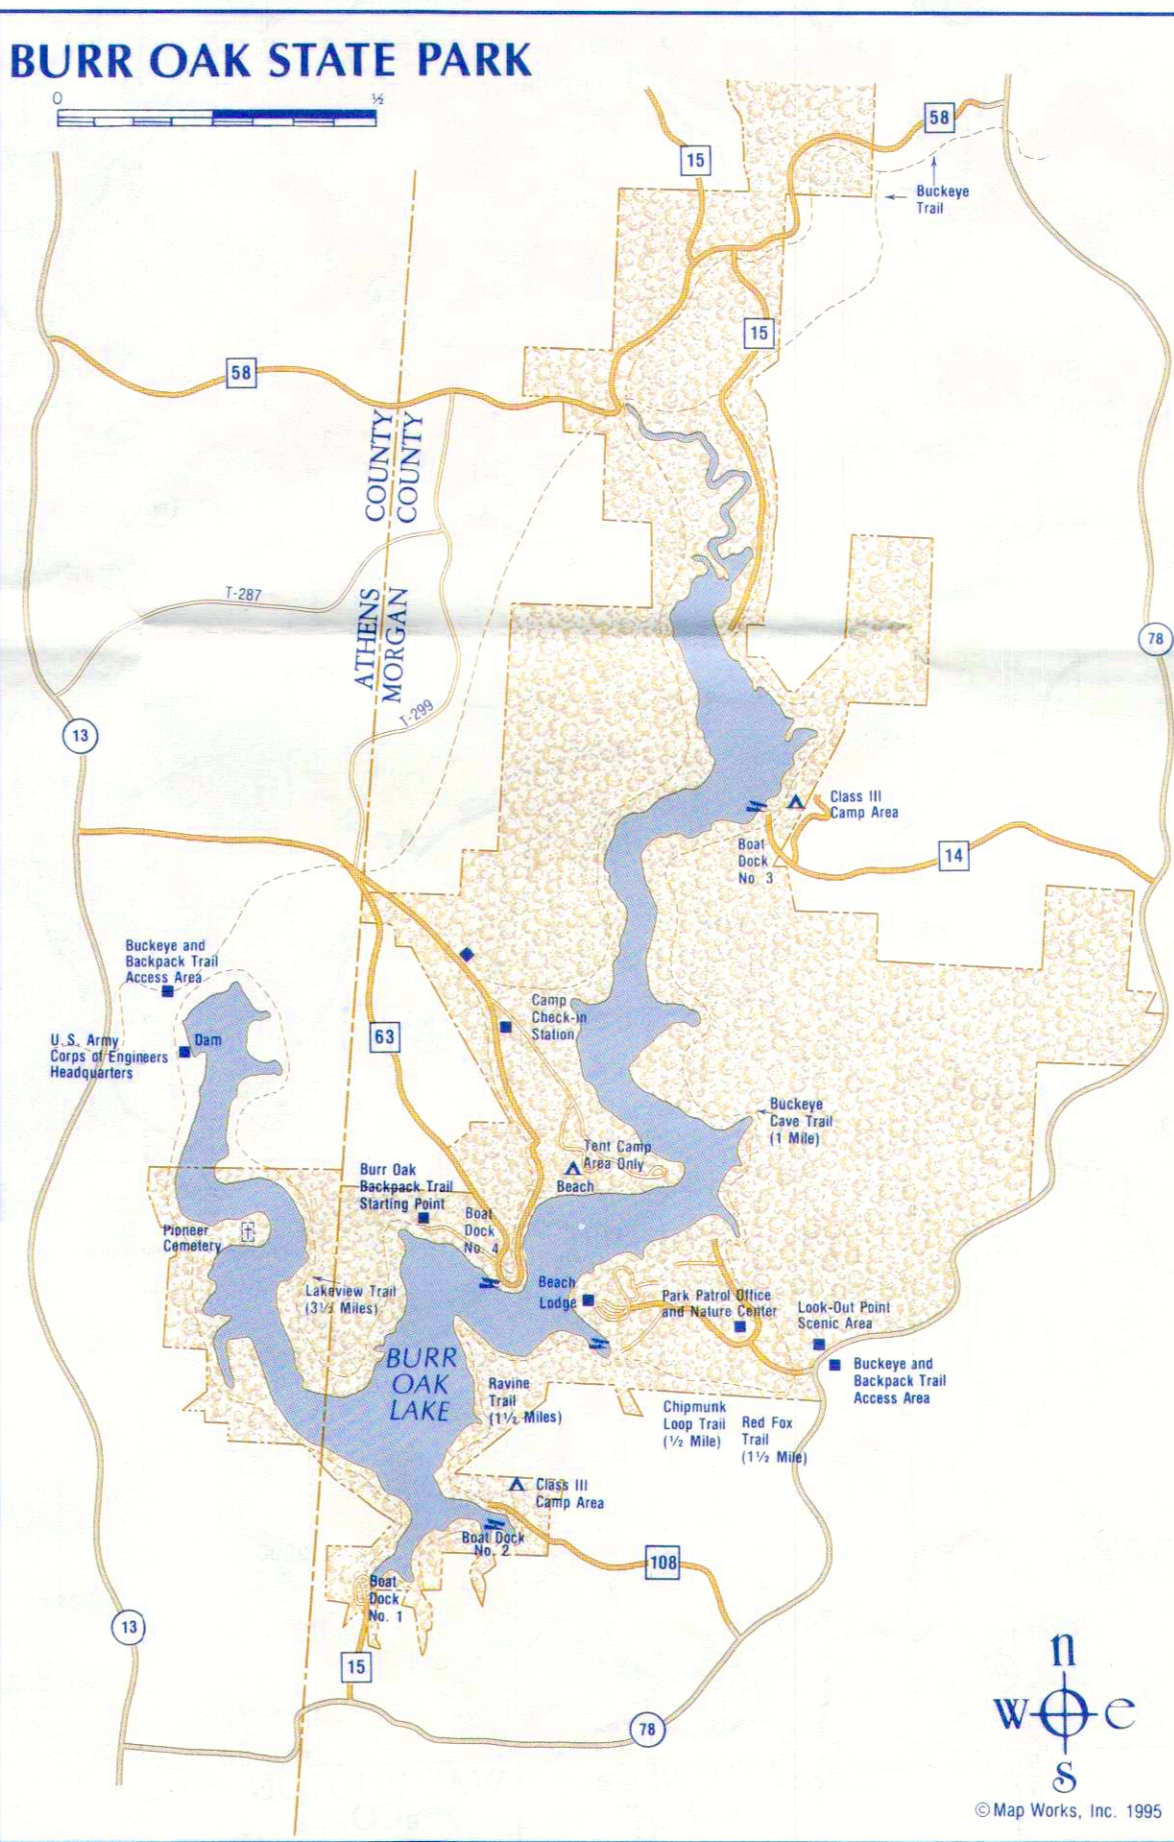 BURR OAK STATE PARK
0
½
58
15
Buckeye
Trail
15
58
COUNTY
COUNTY
ATHENS
MORGAN
T-287
78
T-299
13
Class III
Camp Area
Boat
Dock
No 3
14
Buckeye and
Backpack Trail
Access Area
Camp
Check-in
Station
63
U.S. Army
Corps of Engineers
Headquarters
Dam
Buckeye
Cave Trail
(1 Mile)
Tent Camp
Area Only
Beach
Burr Oak
Backpack Trail
Starting Point
Boat
Dock
No. 4
Pioneer
Cemetery
Lakeview Trail
(3½ Miles)
Beach
Lodge
Park Patrol Office
and Nature Center
Look-Out Point
Scenic Area
Buckeye and
Backpack Trail
Access Area
BURR
OAK
LAKE
Ravine
Trail
(1½ Miles)
Chipmunk
Loop Trail
(½ Mile)
Red Fox
Trail
(1½ Mile)
Class III
Camp Area
Boat Dock
No. 2
108
Boat
Dock
No. 1
13
15
78
n
w
e
s
© Map Works, Inc. 1995